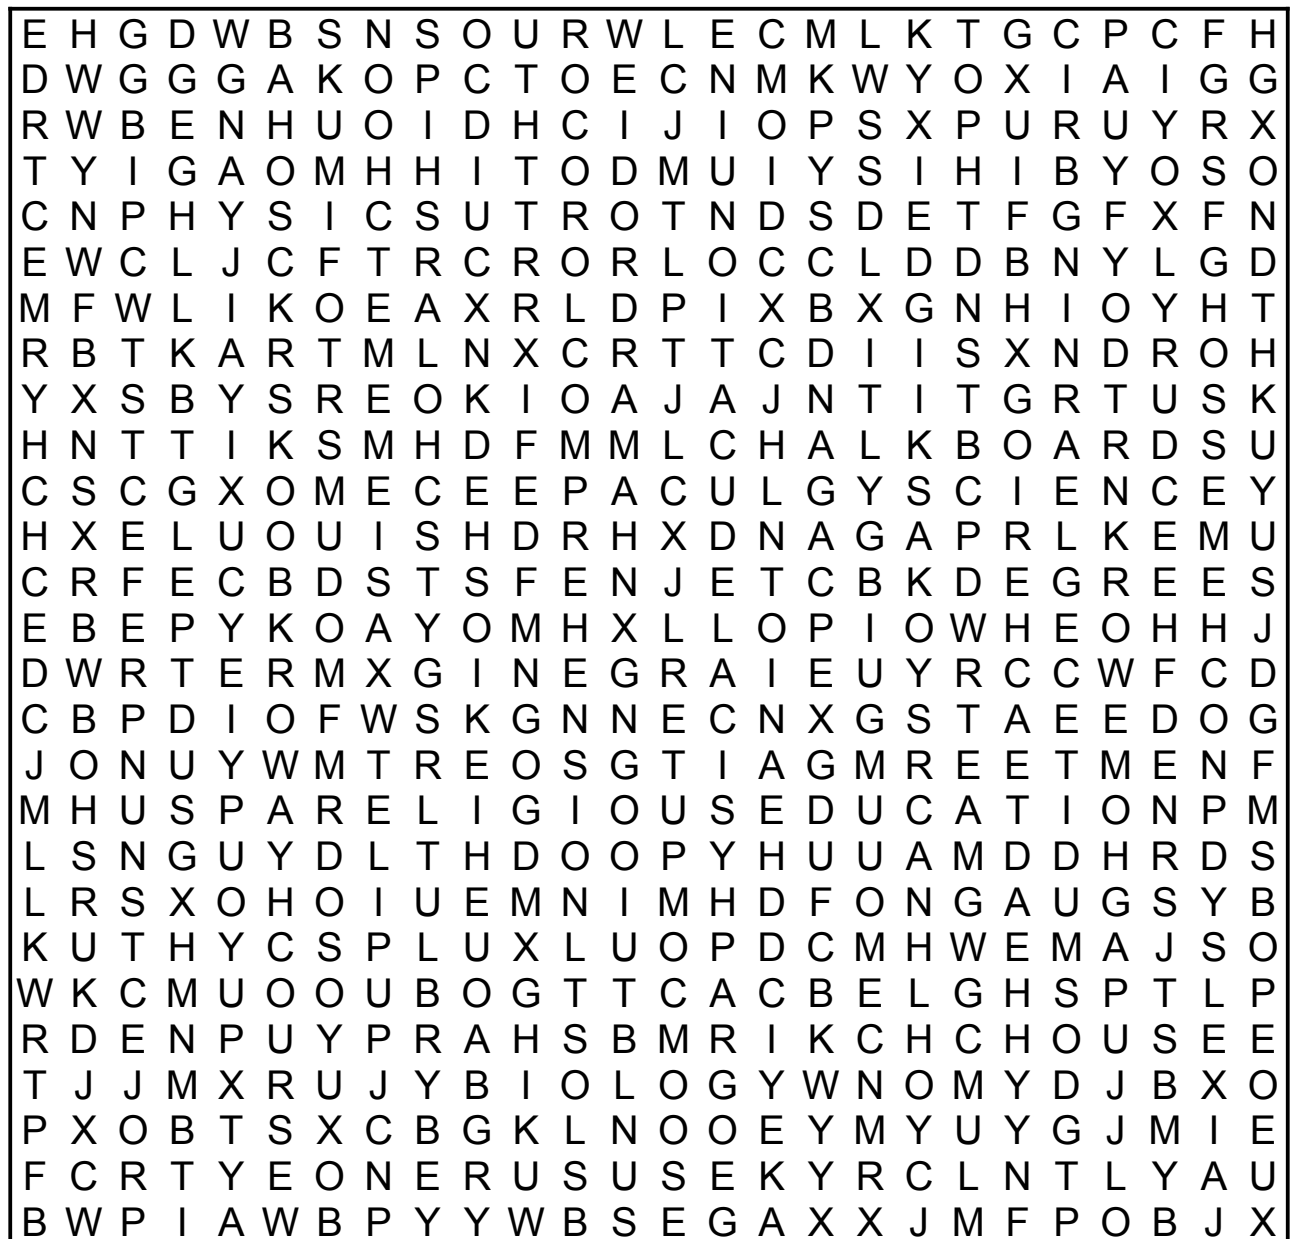 E H G D W B S N S O U R W L E C M L K T G C P C F H
D W G G G A K O P C T O E C N M K W Y O X I A I G G
R W B E N H U O I D H C I J I O P S X P U R U Y R X
T Y I G A O M H H I T O D M U I Y S I H I B Y O S O
C N P H Y S I C S U T R O T N D S D E T F G F X F N
E W C L J C F T R C R O R L O C C L D D B N Y L G D
M F W L I K O E A X R L D P I X B X G N H I O Y H T
R B T K A R T M L N X C R T T C D I I S X N D R O H
Y X S B Y S R E O K I O A J A J N T I T G R T U S K
H N T T I K S M H D F M M L C H A L K B O A R D S U
C S C G X O M E C E E P A C U L G Y S C I E N C E Y
H X E L U O U I S H D R H X D N A G A P R L K E M U
C R F E C B D S T S F E N J E T C B K D E G R E E S
E B E P Y K O A Y O M H X L L O P I O W H E O H H J
D W R T E R M X G I N E G R A I E U Y R C C W F C D
C B P D I O F W S K G N N E C N X G S T A E E D O G
J O N U Y W M T R E O S G T I A G M R E E T M E N F
M H U S P A R E L I G I O U S E D U C A T I O N P M
L S N G U Y D L T H D O O P Y H U U A M D D H R D S
L R S X O H O I U E M N I M H D F O N G A U G S Y B
K U T H Y C S P L U X L U O P D C M H W E M A J S O
W K C M U O O U B O G T T C A C B E L G H S P T L P
R D E N P U Y P R A H S B M R I K C H C H O U S E E
T J J M X R U J Y B I O L O G Y W N O M Y D J B X O
P X O B T S X C B G K L N O O E Y M Y U Y G J M I E
F C R T Y E O N E R U S U S E K Y R C L N T L Y A U
B W P I A W B P Y Y W B S E G A X X J M F P O B J X